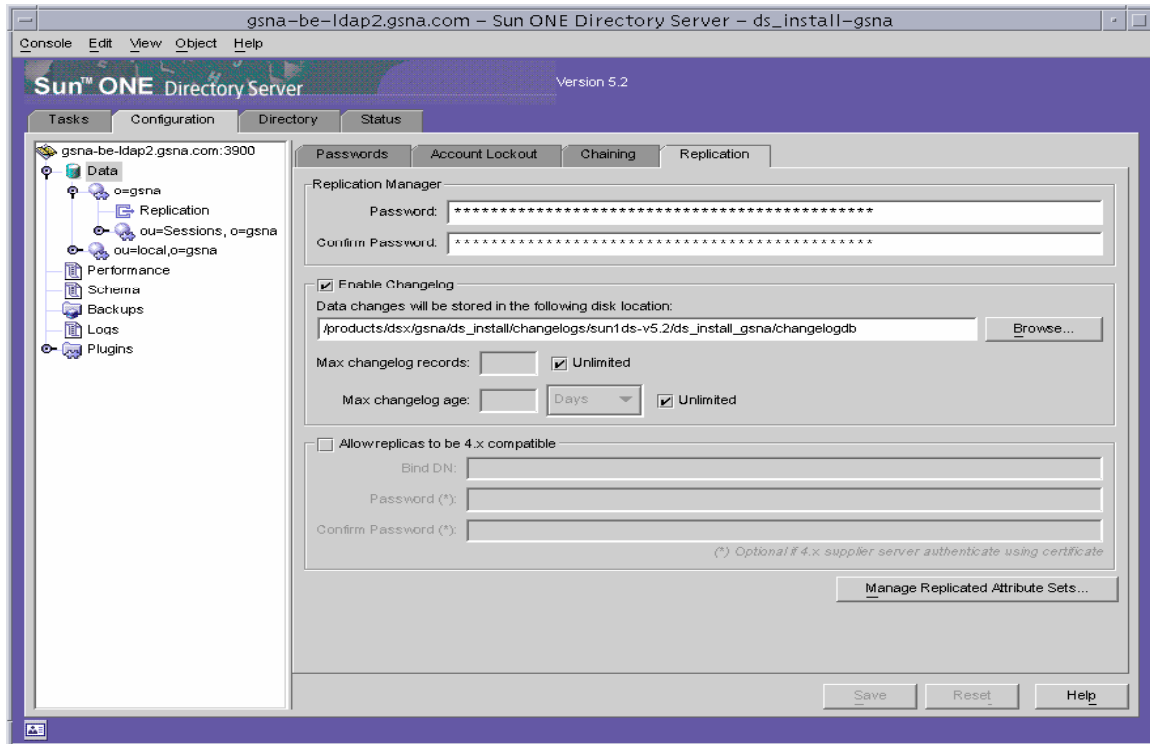 gsna-be-ldap2.gsna.com – Sun ONE Directory Server – ds_install-gsna
Console Edit View Object Help
Sun™ ONE Directory Server
Version 5.2
Tasks Configuration Directory Status
gsna-be-ldap2.gsna.com:3900
Data
o=gsna
Replication
ou=Sessions, o=gsna
ou=local,o=gsna
Performance
Schema
Backups
Logs
Plugins
Passwords Account Lockout Chaining Replication
Replication Manager
Password: **********************************************
Confirm Password: **********************************************
Enable Changelog
Data changes will be stored in the following disk location:
/products/dsx/gsna/ds_install/changelogs/sun1ds-v5.2/ds_install_gsna/changelogdb Browse...
Max changelog records: Unlimited
Max changelog age: Days Unlimited
Allow replicas to be 4.x compatible
Bind DN:
Password (*):
Confirm Password (*):
(*) Optional if 4.x supplier server authenticate using certificate
Manage Replicated Attribute Sets...
Save Reset Help